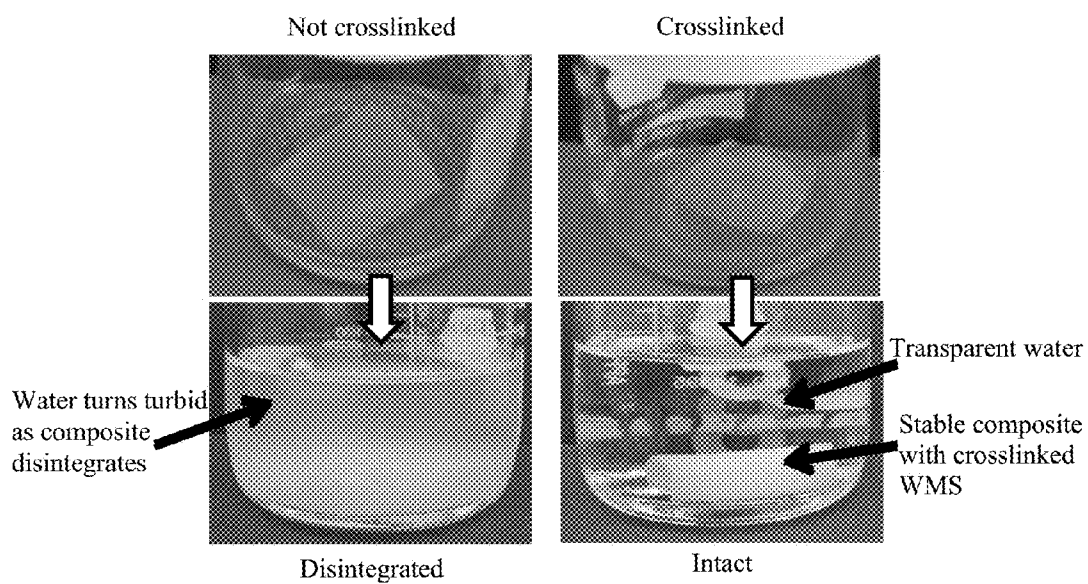 Not crosslinked
Crosslinked
Water turns turbid
as composite
disintegrates
Transparent water
Stable composite
with crosslinked
WMS
Disintegrated
Intact